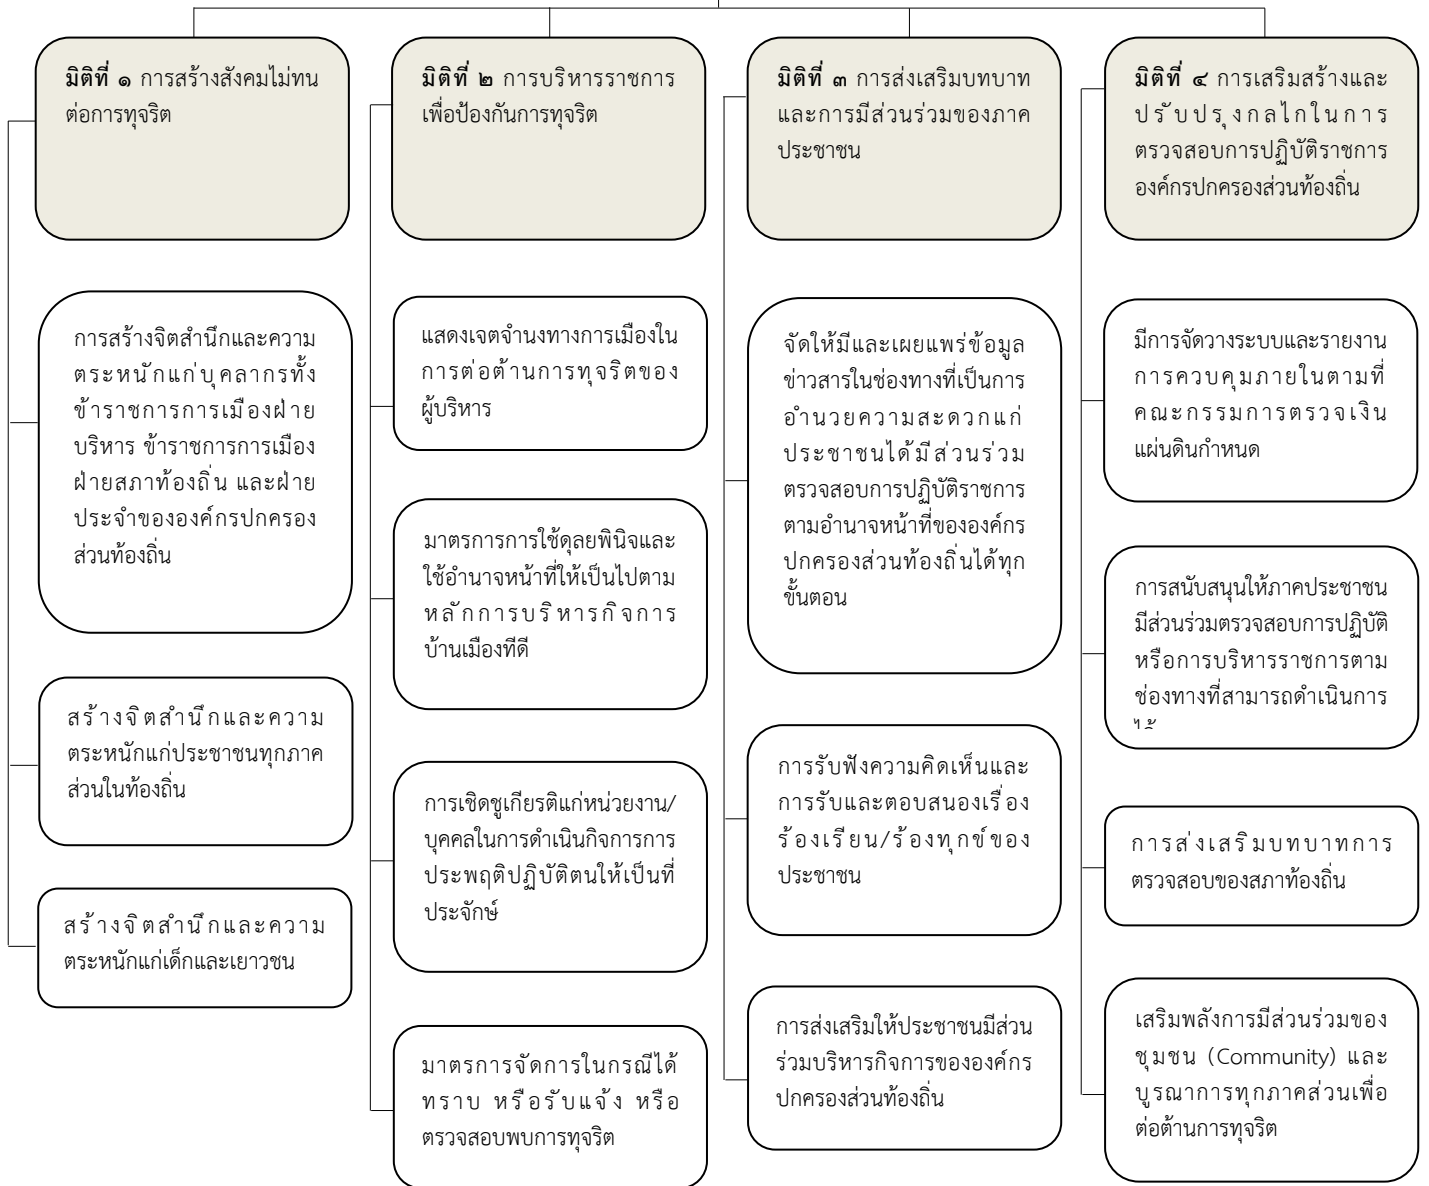 มิติที่ ๑ การสร้างสังคมไม่ทน
ต่อการทุจริต
การสร้างจิตสำนึกและความ
ตระหนักแก่บุคลากรทั้ง
ข้าราชการการเมืองฝ่าย
บริหาร ข้าราชการการเมือง
ฝ่ายสภาท้องถิ่น และฝ่าย
ประจำขององค์กรปกครอง
ส่วนท้องถิ่น
สร้างจิตสำนึกและความ
ตระหนักแก่ประชาชนทุกภาค
ส่วนในท้องถิ่น
สร้างจิตสำนึกและความ
ตระหนักแก่เด็กและเยาวชน
มิติที่ ๒ การบริหารราชการ
เพื่อป้องกันการทุจริต
แสดงเจตจำนงทางการเมืองใน
การต่อต้านการทุจริตของ
ผู้บริหาร
มาตรการการใช้ดุลยพินิจและ
ใช้อำนาจหน้าที่ให้เป็นไปตาม
หลักการบริหารกิจการ
บ้านเมืองทีดี
การเชิดชูเกียรติแก่หน่วยงาน/
บุคคลในการดำเนินกิจการการ
ประพฤติปฏิบัติตนให้เป็นที่
ประจักษ์
มาตรการจัดการในกรณีได้
ทราบ หรือรับแจ้ง หรือ
ตรวจสอบพบการทุจริต
มิติที่ ๓ การส่งเสริมบทบาท
และการมีส่วนร่วมของภาค
ประชาชน
จัดให้มีและเผยแพร่ข้อมูล
ข่าวสารในช่องทางที่เป็นการ
อำนวยความสะดวกแก่
ประชาชนได้มีส่วนร่วม
ตรวจสอบการปฏิบัติราชการ
ตามอำนาจหน้าที่ขององค์กร
ปกครองส่วนท้องถิ่นได้ทุก
ขั้นตอน
การรับฟังความคิดเห็นและ
การรับและตอบสนองเรื่อง
ร้องเรียน/ร้องทุกข์ของ
ประชาชน
การส่งเสริมให้ประชาชนมีส่วน
ร่วมบริหารกิจการขององค์กร
ปกครองส่วนท้องถิ่น
มิติที่ ๔ การเสริมสร้างและ
ปรับปรุงกลไกในการ
ตรวจสอบการปฏิบัติราชการ
องค์กรปกครองส่วนท้องถิ่น
มีการจัดวางระบบและรายงาน
การควบคุมภายในตามที่
คณะกรรมการตรวจเงิน
แผ่นดินกำหนด
การสนับสนุนให้ภาคประชาชน
มีส่วนร่วมตรวจสอบการปฏิบัติ
หรือการบริหารราชการตาม
ช่องทางที่สามารถดำเนินการ
การส่งเสริมบทบาทการ
ตรวจสอบของสภาท้องถิ่น
เสริมพลังการมีส่วนร่วมของ
ชุมชน (Community) และ
บูรณาการทุกภาคส่วนเพื่อ
ต่อต้านการทุจริต